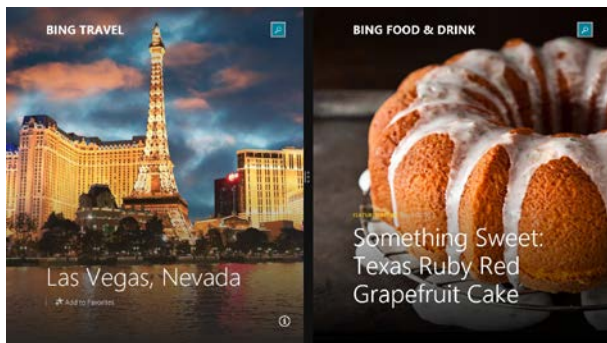 BING TRAVEL
Las Vegas, Nevada
Add to Favorites
BING FOOD & DRINK
Something Sweet:
Texas Ruby Red
Grapefruit Cake